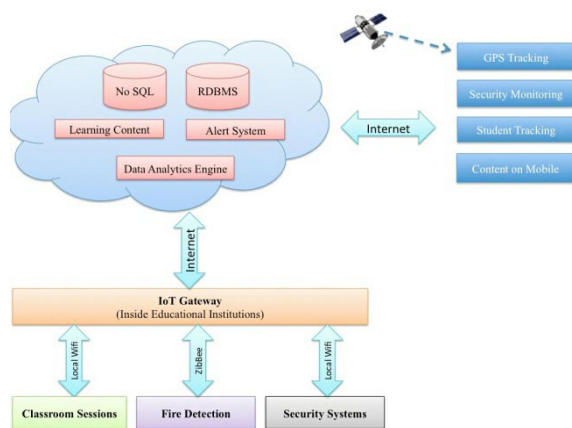 GPS Tracking
No SQL
RDBMS
Security Monitoring
Learning Content
Alert System
Internet
Student Tracking
Data Analytics Engine
Content on Mobile
Internet
IoT Gateway
(Inside Educational Institutions)
Local Wifi
ZibBee
Local Wifi
Classroom Sessions
Fire Detection
Security Systems